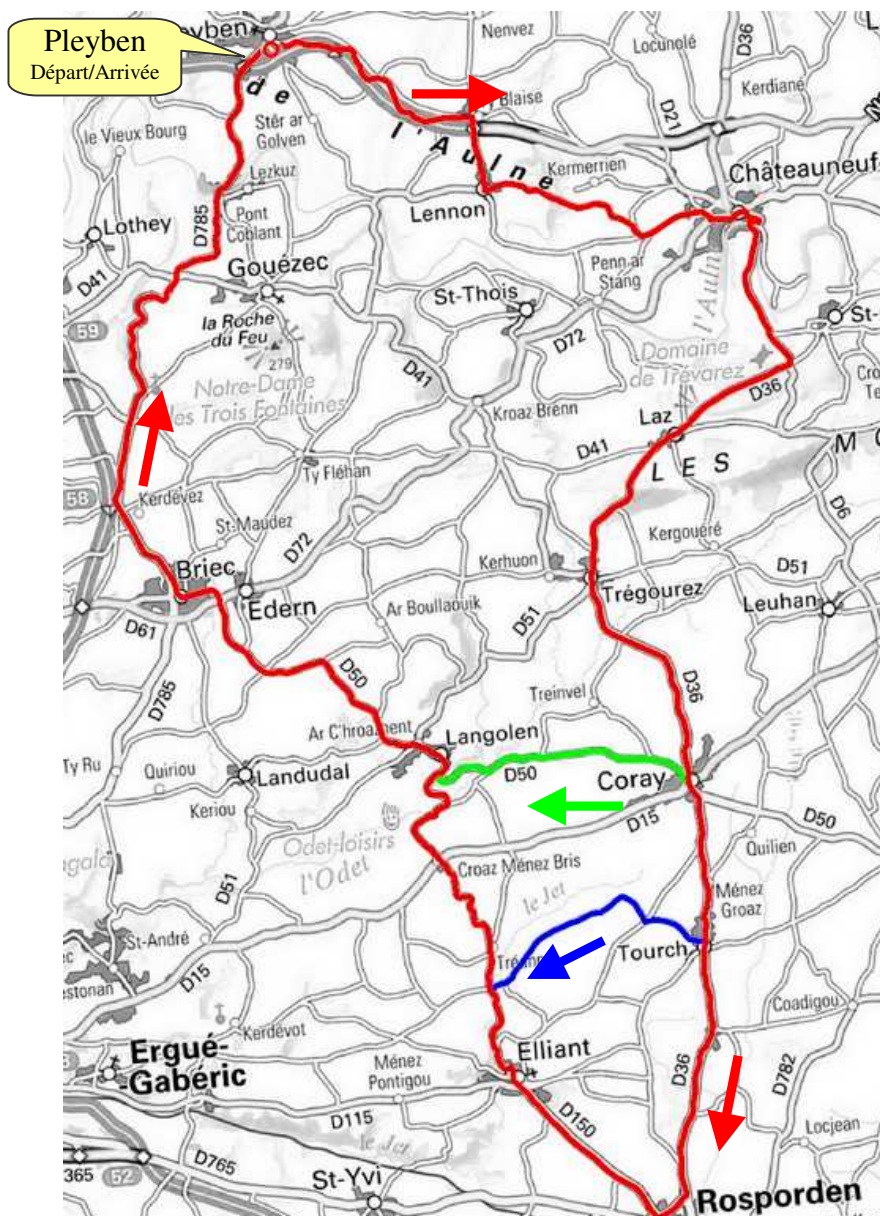 Pleyben
Départ/Arrivée
Nenvez
Locunolé
D36
Kerdiané
D21
Blaise
de
l'Aulne
le Vieux Bourg
Stêr ar
Golven
Kermerrien
Châteauneuf
Lezkuz
Lennon
Lothey
D785
Pont
Coblant
D41
Gouézec
Penn ar
Stang
l'Aulne
St-Thois
St-
59
la Roche
du Feu
279
D72
Domaine
de Trévarez
D41
D36
Notre-Dame
des Trois Fontaines
Kroaz Brenn
Laz
D41
LES
Ty Fléhan
58
Kerdévez
St-Maudez
D72
Kergoueré
D6
Briec
Kerhuon
D51
Edern
Trégourez
Leuhan
D61
Ar Boullaouik
D51
D50
D36
D785
Treinvel
Langolen
Ty Ru
Quiriou
Landudal
D50
Coray
Keriou
D15
D50
Odet-loisirs
l'Odet
Quilien
Croaz Ménez Bris
D51
Ménez
Groaz
le Jet
St-André
Tourch
D15
Coadigou
Kerdévot
Ergué-
Gabéric
Elliant
Ménez
Pontigou
D36
D782
D115
D150
le Jet
Locjean
D765
365
52
St-Yvi
Rosporden